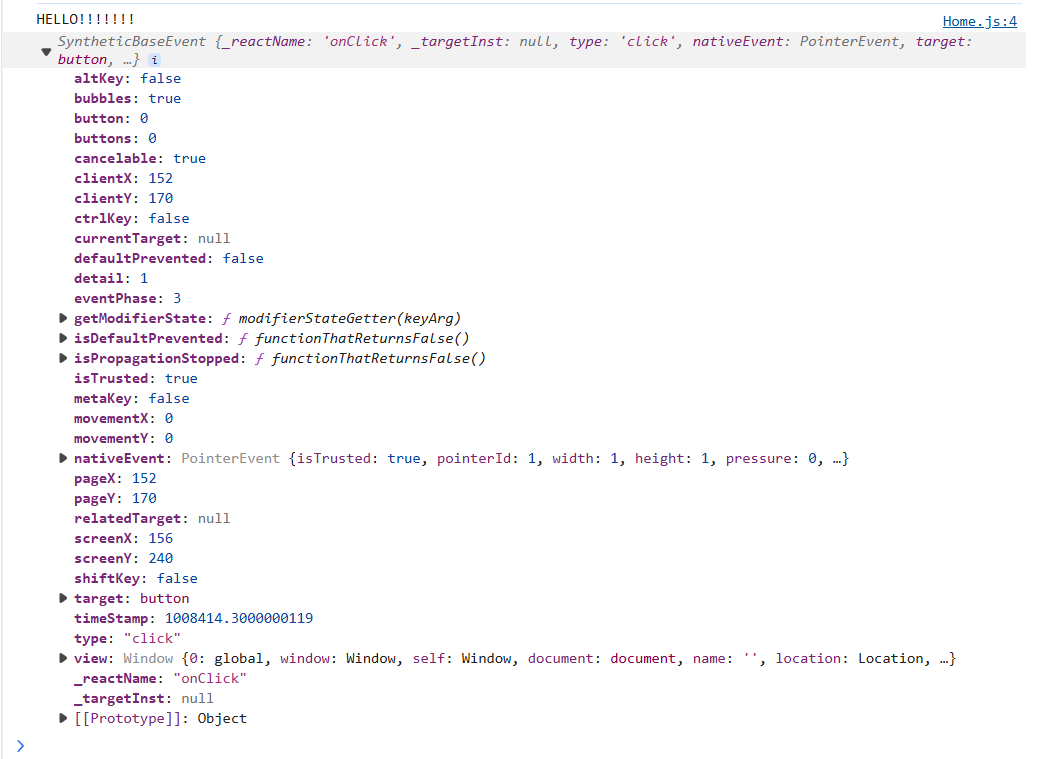 HELLO!!!!!!! Home.js:4
SyntheticBaseEvent {_reactName: 'onClick', _targetInst: null, type: 'click', nativeEvent: PointerEvent, target:
button, …} i
altKey: false
bubbles: true
button: 0
buttons: 0
cancelable: true
clientX: 152
clientY: 170
ctrlKey: false
currentTarget: null
defaultPrevented: false
detail: 1
eventPhase: 3
getModifierState: ƒ modifierStateGetter(keyArg)
isDefaultPrevented: ƒ functionThatReturnsFalse()
isPropagationStopped: ƒ functionThatReturnsFalse()
isTrusted: true
metaKey: false
movementX: 0
movementY: 0
nativeEvent: PointerEvent {isTrusted: true, pointerId: 1, width: 1, height: 1, pressure: 0, …}
pageX: 152
pageY: 170
relatedTarget: null
screenX: 156
screenY: 240
shiftKey: false
target: button
timeStamp: 1008414.3000000119
type: "click"
view: Window {0: global, window: Window, self: Window, document: document, name: '', location: Location, …}
_reactName: "onClick"
_targetInst: null
[[Prototype]]: Object